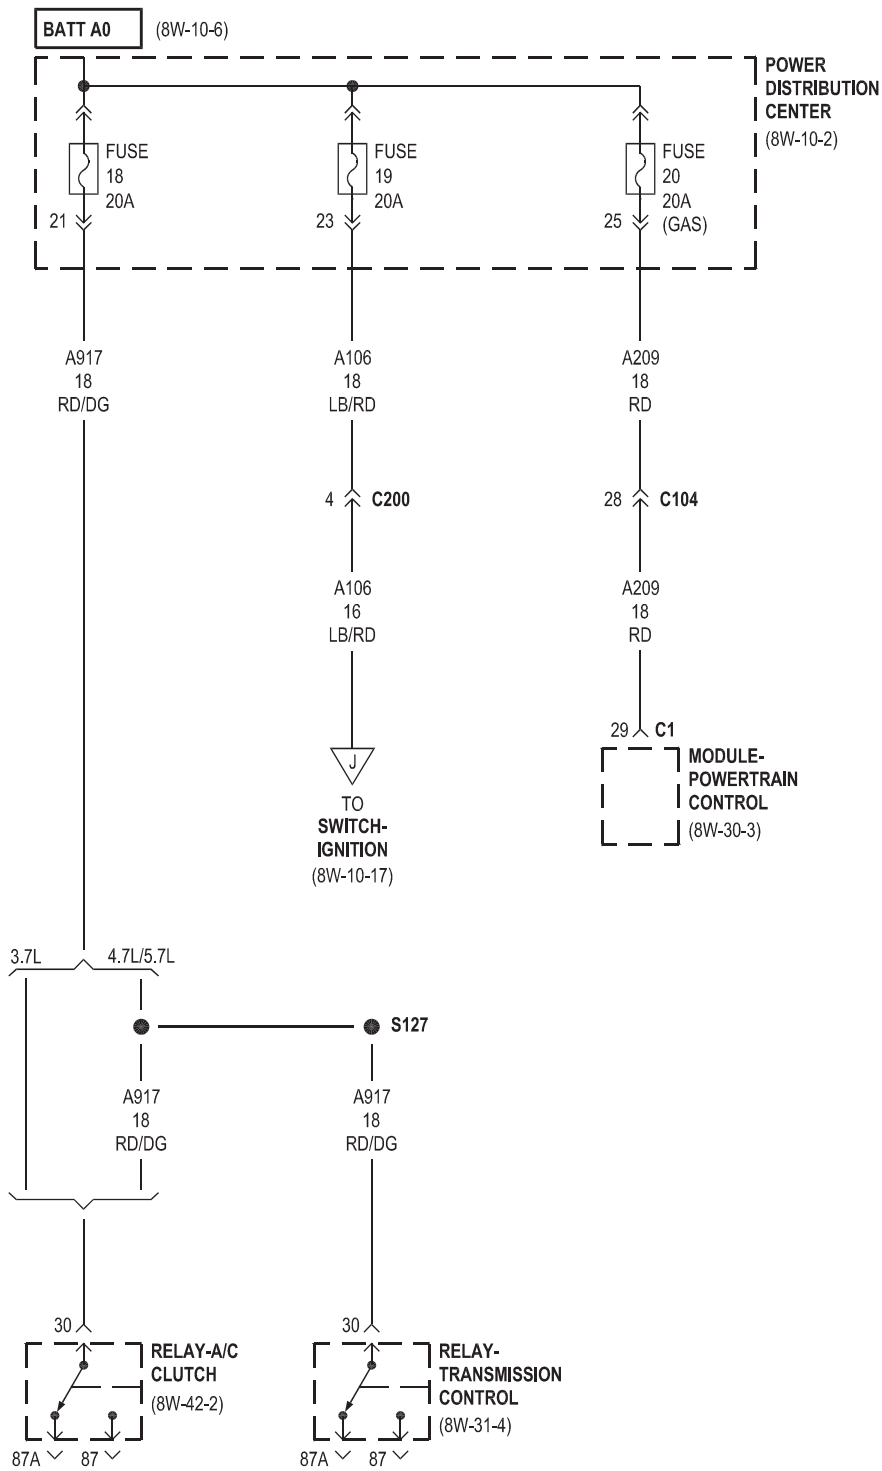 BATT A0
(8W-10-6)
POWER
DISTRIBUTION
CENTER
(8W-10-2)
FUSE
18
20A
21
FUSE
19
20A
23
FUSE
20
20A
(GAS)
25
A917
18
RD/DG
A106
18
LB/RD
A209
18
RD
4
C200
28
C104
A106
16
LB/RD
A209
18
RD
J
TO
SWITCH-
IGNITION
(8W-10-17)
29
C1
MODULE-
POWERTRAIN
CONTROL
(8W-30-3)
3.7L
4.7L/5.7L
S127
A917
18
RD/DG
A917
18
RD/DG
30
RELAY-A/C
CLUTCH
(8W-42-2)
87A
87
30
RELAY-
TRANSMISSION
CONTROL
(8W-31-4)
87A
87